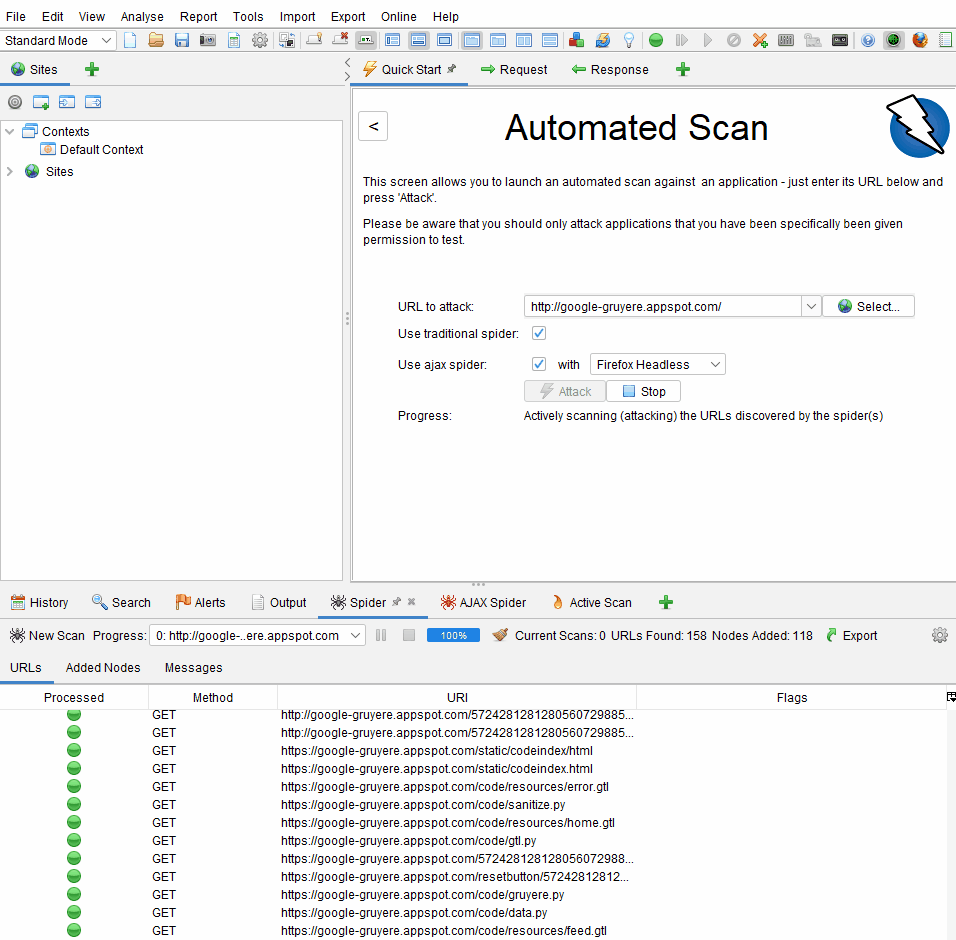 File Edit View Analyse Report Tools Import Export Online Help
Standard Mode
Sites
Quick Start Request Response
Contexts
Default Context
Sites
<
Automated Scan
This screen allows you to launch an automated scan against  an application - just enter its URL below and
press 'Attack'.
Please be aware that you should only attack applications that you have been specifically been given
permission to test.
URL to attack: http://google-gruyere.appspot.com/ Select...
Use traditional spider:
Use ajax spider: with Firefox Headless
Attack Stop
Progress: Actively scanning (attacking) the URLs discovered by the spider(s)
History Search Alerts Output Spider AJAX Spider Active Scan
New Scan Progress: 0: http://google-..ere.appspot.com 100% Current Scans: 0 URLs Found: 158 Nodes Added: 118 Export
URLs Added Nodes Messages
Processed Method URI Flags
GET http://google-gruyere.appspot.com/5724281281280560729885...
GET http://google-gruyere.appspot.com/5724281281280560729885...
GET https://google-gruyere.appspot.com/static/codeindex/html
GET https://google-gruyere.appspot.com/static/codeindex.html
GET https://google-gruyere.appspot.com/code/resources/error.gtl
GET https://google-gruyere.appspot.com/code/sanitize.py
GET https://google-gruyere.appspot.com/code/resources/home.gtl
GET https://google-gruyere.appspot.com/code/gtl.py
GET https://google-gruyere.appspot.com/572428128128056072988...
GET https://google-gruyere.appspot.com/resetbutton/57242812812...
GET https://google-gruyere.appspot.com/code/gruyere.py
GET https://google-gruyere.appspot.com/code/data.py
GET https://google-gruyere.appspot.com/code/resources/feed.gtl